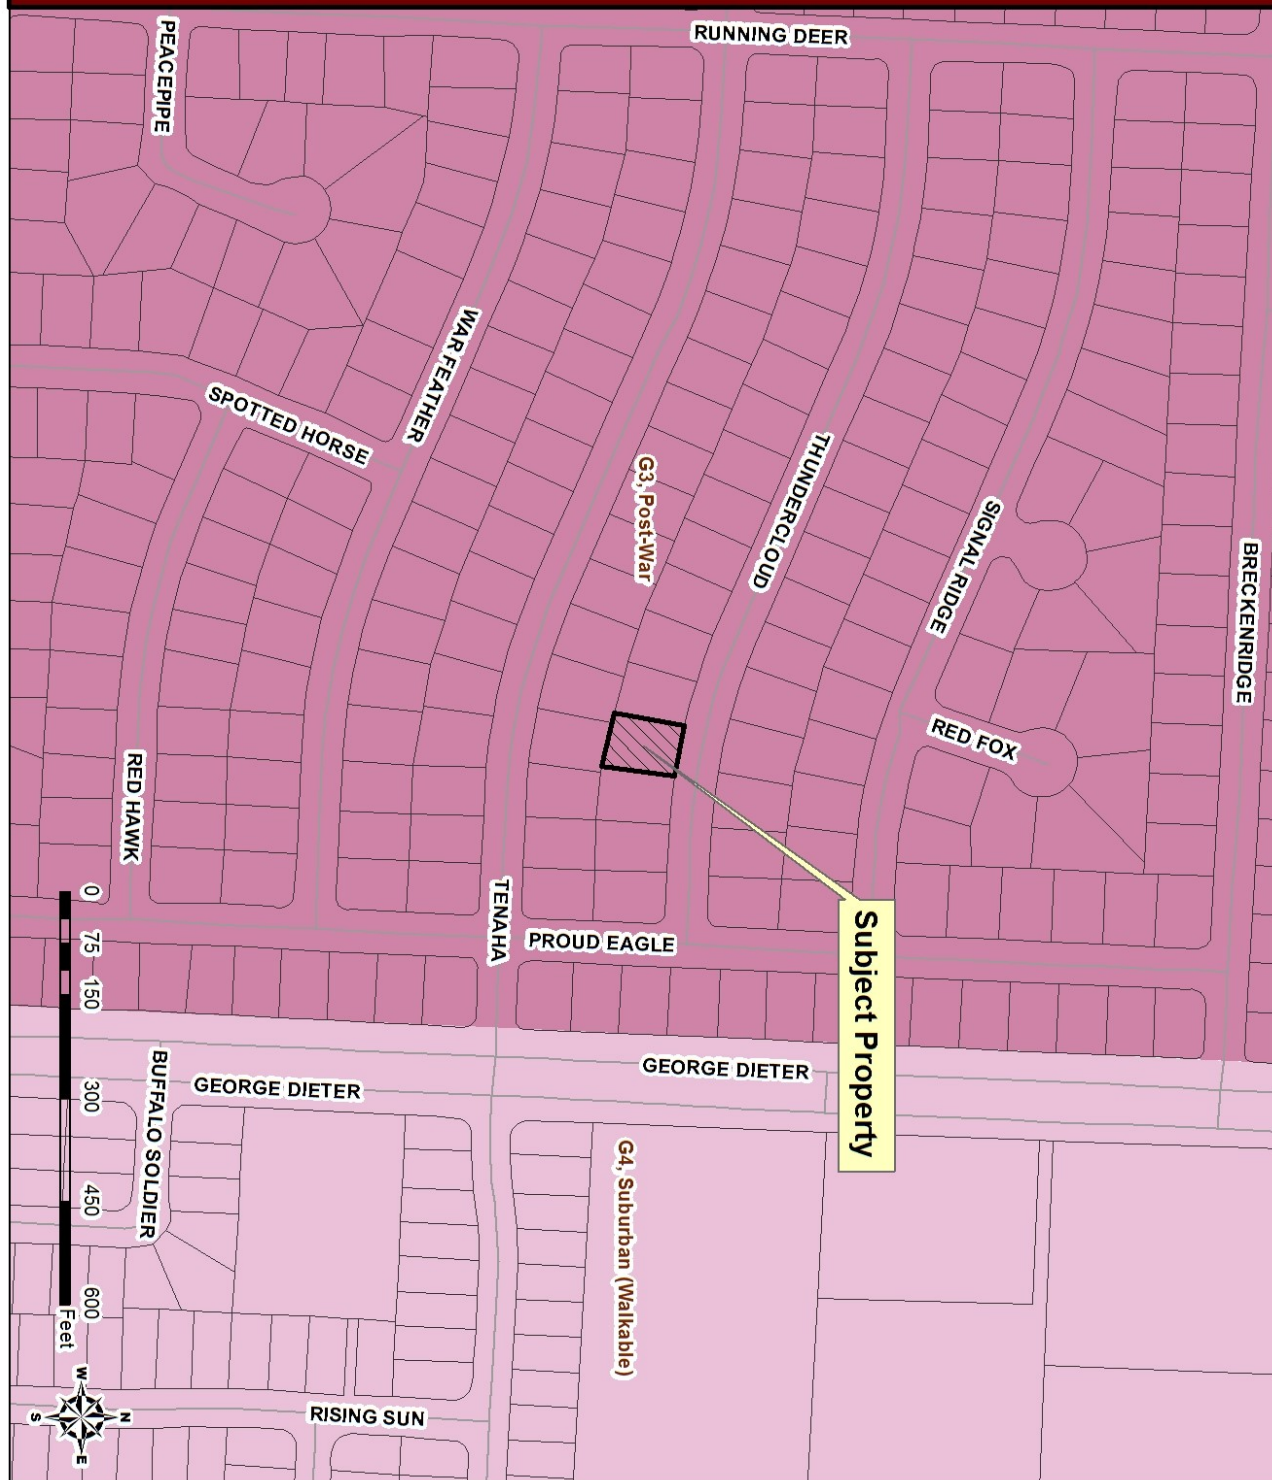 PEACEPIPE
RUNNING DEER
WAR FEATHER
SPOTTED HORSE
THUNDERCLOUD
G3, Post-War
SIGNAL RIDGE
BRECKENRIDGE
RED FOX
RED HAWK
TENAHA
PROUD EAGLE
Subject Property
GEORGE DIETER
GEORGE DIETER
BUFFALO SOLDIER
G4, Suburban (Walkable)
RISING SUN
0 75 150 300 450 600
Feet
W
N
S
E